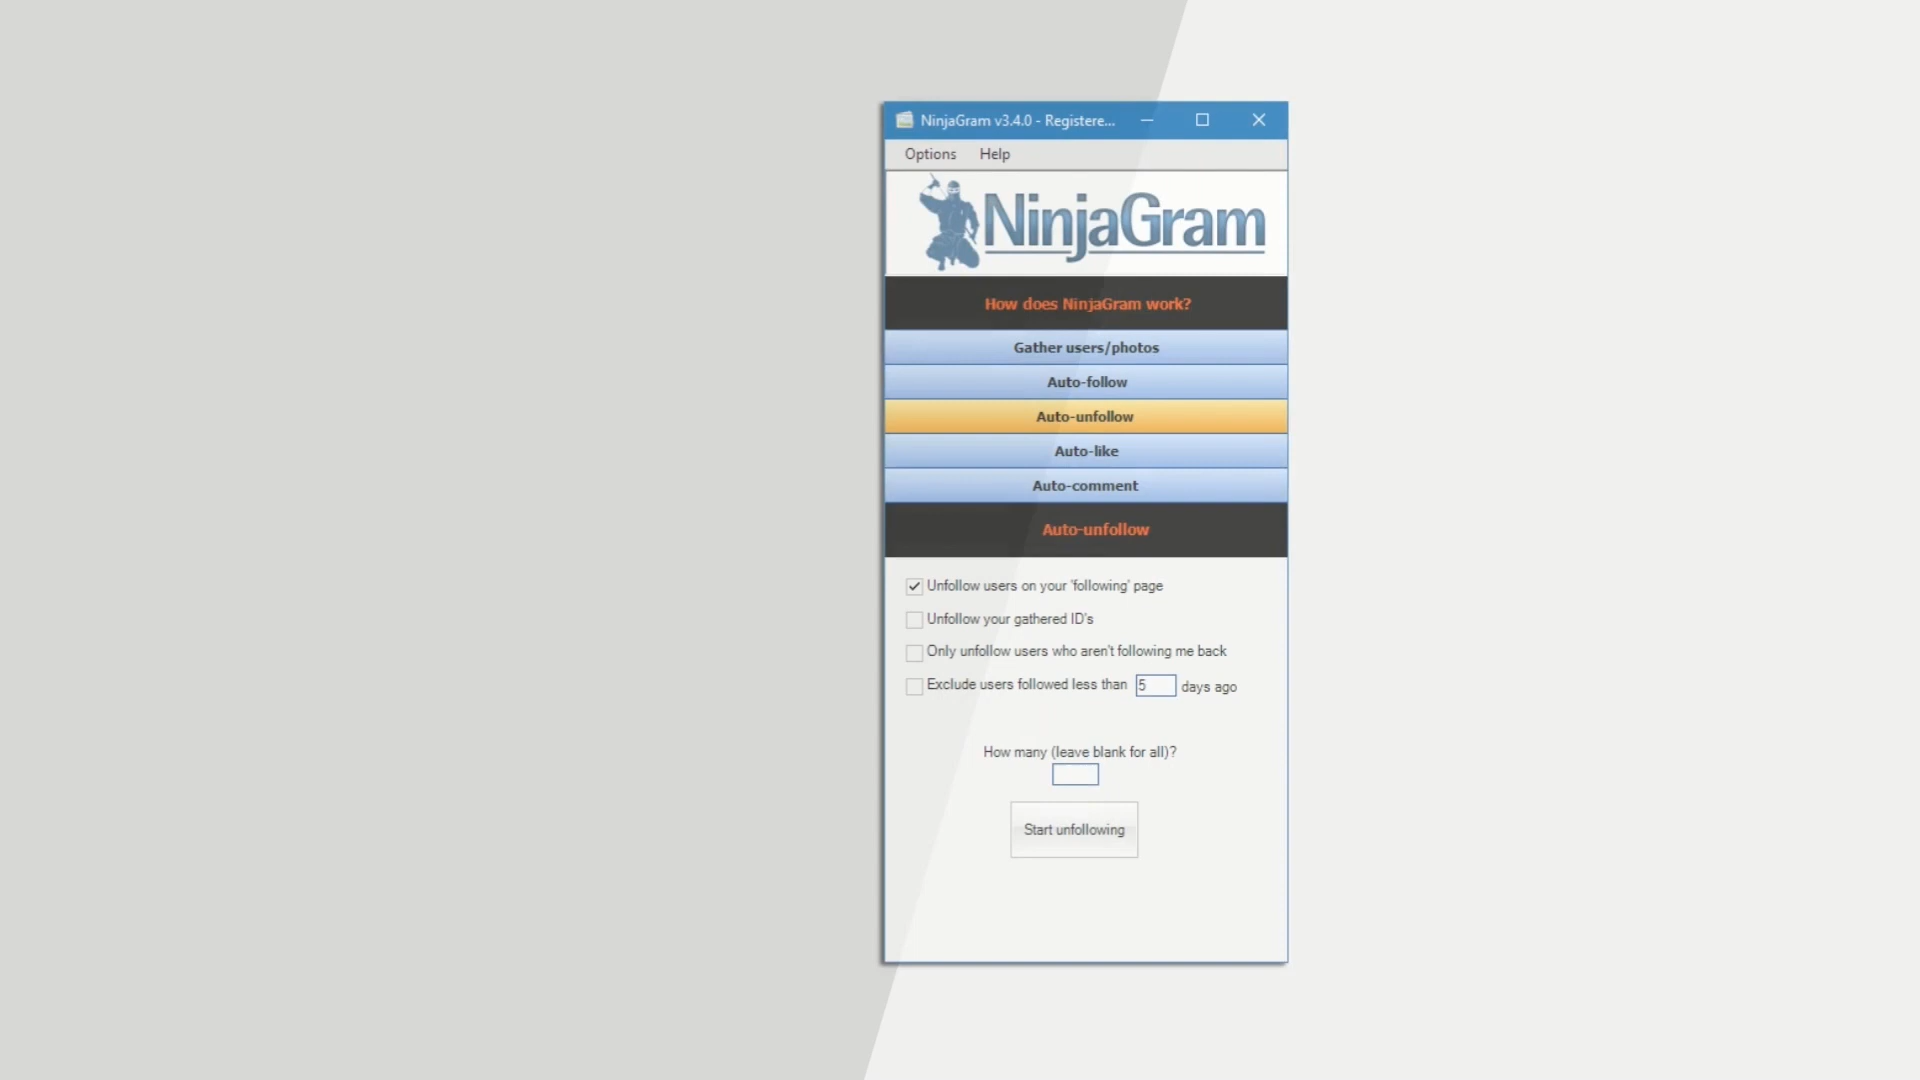 NinjaGram v3.4.0 - Registere...
Options Help
NinjaGram
How does NinjaGram work?
Gather users/photos
Auto-follow
Auto-unfollow
Auto-like
Auto-comment
Auto-unfollow
Unfollow users on your 'following' page
Unfollow your gathered ID's
Only unfollow users who aren't following me back
Exclude users followed less than 5 days ago
How many (leave blank for all)?
Start unfollowing